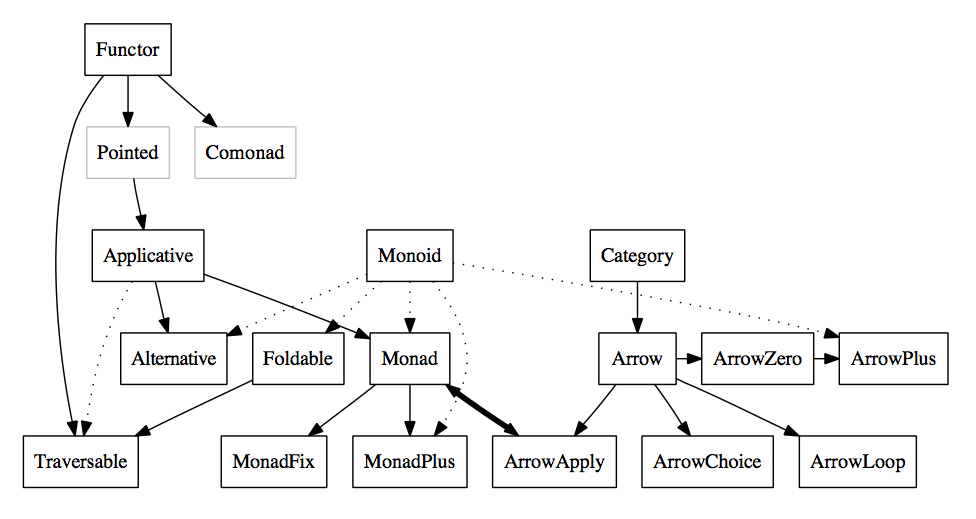 Functor
Pointed
Comonad
Applicative
Monoid
Category
Alternative
Foldable
Monad
Arrow
ArrowZero
ArrowPlus
Traversable
MonadFix
MonadPlus
ArrowApply
ArrowChoice
ArrowLoop